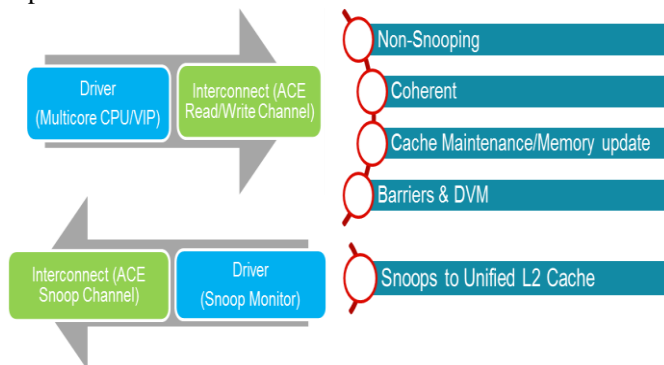 Driver
(Multicore CPU/VIP)
Interconnect (ACE
Read/Write Channel)
Non-Snooping
Coherent
Cache Maintenance/Memory update
Barriers & DVM
Interconnect (ACE
Snoop Channel)
Driver
(Snoop Monitor)
Snoops to Unified L2 Cache